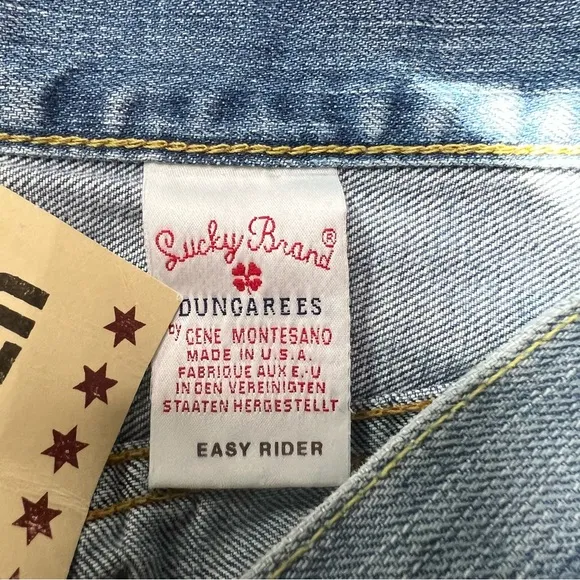 Lucky Brand®
DUNGAREES
by GENE MONTESANO
MADE IN U.S.A.
FABRIQUE AUX E.-U
IN DEN VEREINIGTEN
STAATEN HERGESTELLT
EASY RIDER